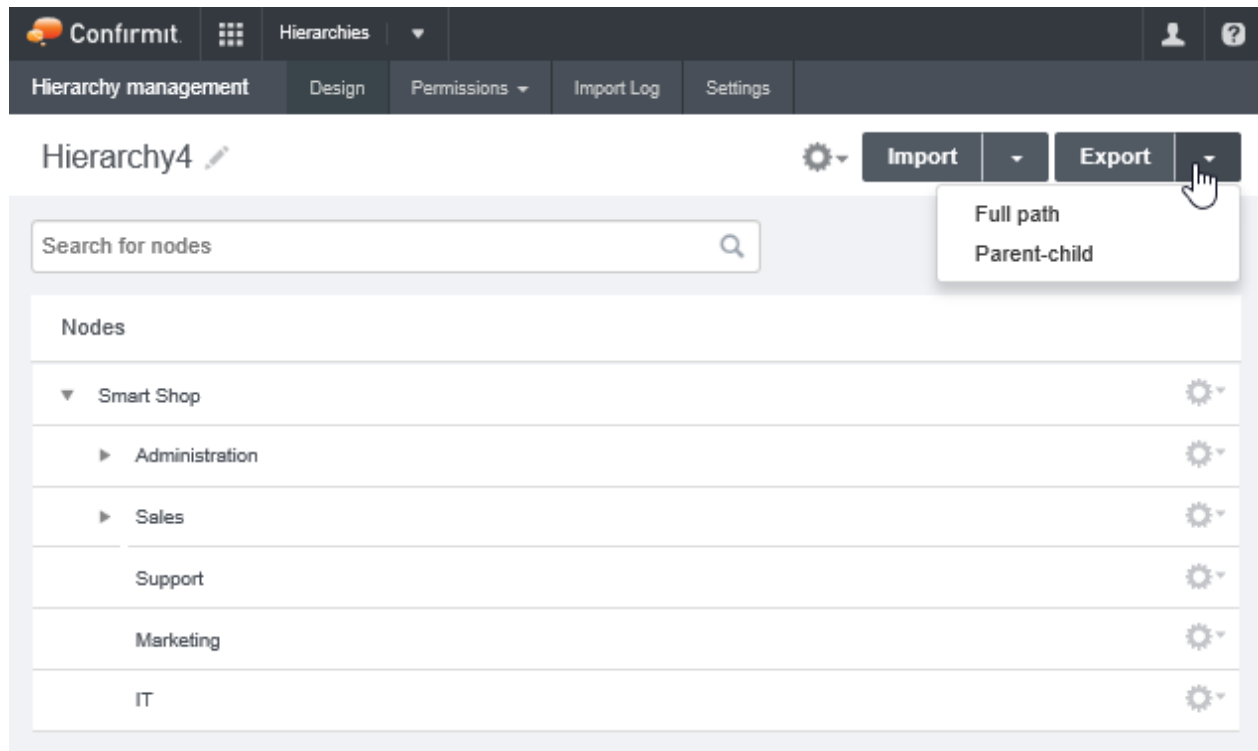 Confirmit.
Hierarchies
Hierarchy management
Design
Permissions
Import Log
Settings
Hierarchy4
Import
Export
Full path
Parent-child
Search for nodes
Nodes
Smart Shop
Administration
Sales
Support
Marketing
IT